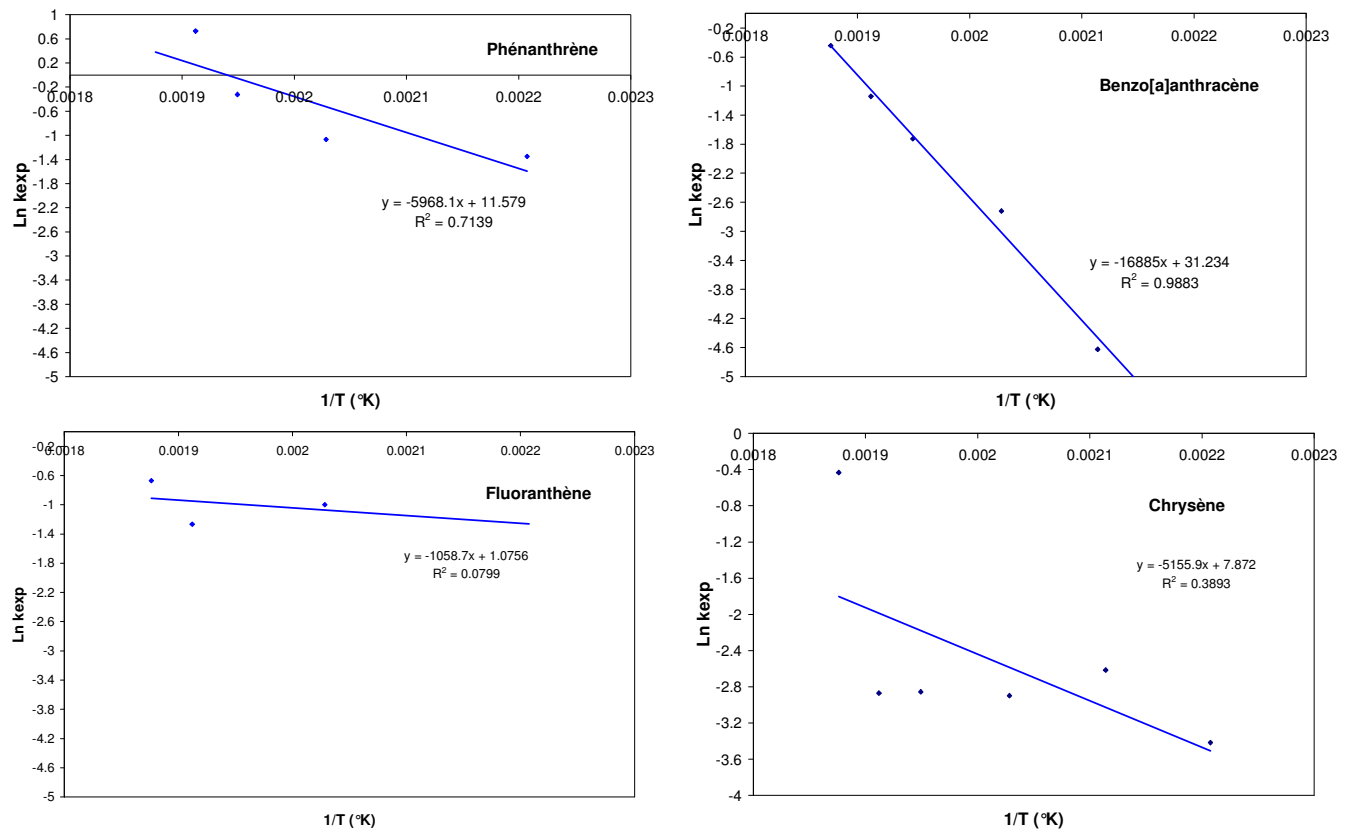 1
0.6
0.2
-0.2
-0.6
-1
-1.4
-1.8
-2.2
-2.6
-3
-3.4
-3.8
-4.2
-4.6
-5
0.0018 0.0019 0.002 0.0021 0.0022 0.0023
Ln kexp
Phénanthrène
y = -5968.1x + 11.579
R² = 0.7139
1/T (°K)
-0.2
-0.6
-1
-1.4
-1.8
-2.2
-2.6
-3
-3.4
-3.8
-4.2
-4.6
-5
0.0018 0.0019 0.002 0.0021 0.0022 0.0023
Ln kexp
Benzo[a]anthracène
y = -16885x + 31.234
R² = 0.9883
1/T (°K)
-0.2
-0.6
-1
-1.4
-1.8
-2.2
-2.6
-3
-3.4
-3.8
-4.2
-4.6
-5
0.0018 0.0019 0.002 0.0021 0.0022 0.0023
Ln kexp
Fluoranthène
y = -1058.7x + 1.0756
R² = 0.0799
1/T (°K)
0
-0.4
-0.8
-1.2
-1.6
-2
-2.4
-2.8
-3.2
-3.6
-4
0.0018 0.0019 0.002 0.0021 0.0022 0.0023
Ln kexp
Chrysène
y = -5155.9x + 7.872
R² = 0.3893
1/T (°K)